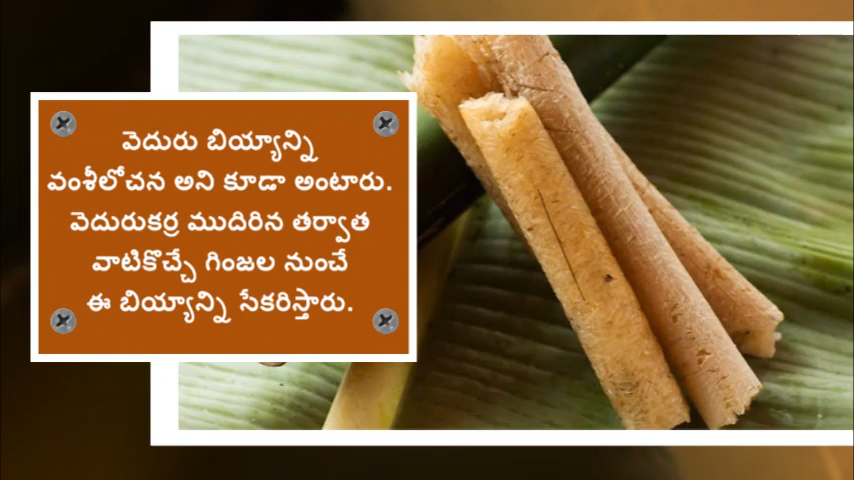 వెదురు బియ్యాన్ని
వంశీలోచన అని కూడా అంటారు.
వెదురుకర్ర ముదిరిన తర్వాత
వాటికొచ్చే గింజల నుంచే
ఈ బియ్యాన్ని సేకరిస్తారు.